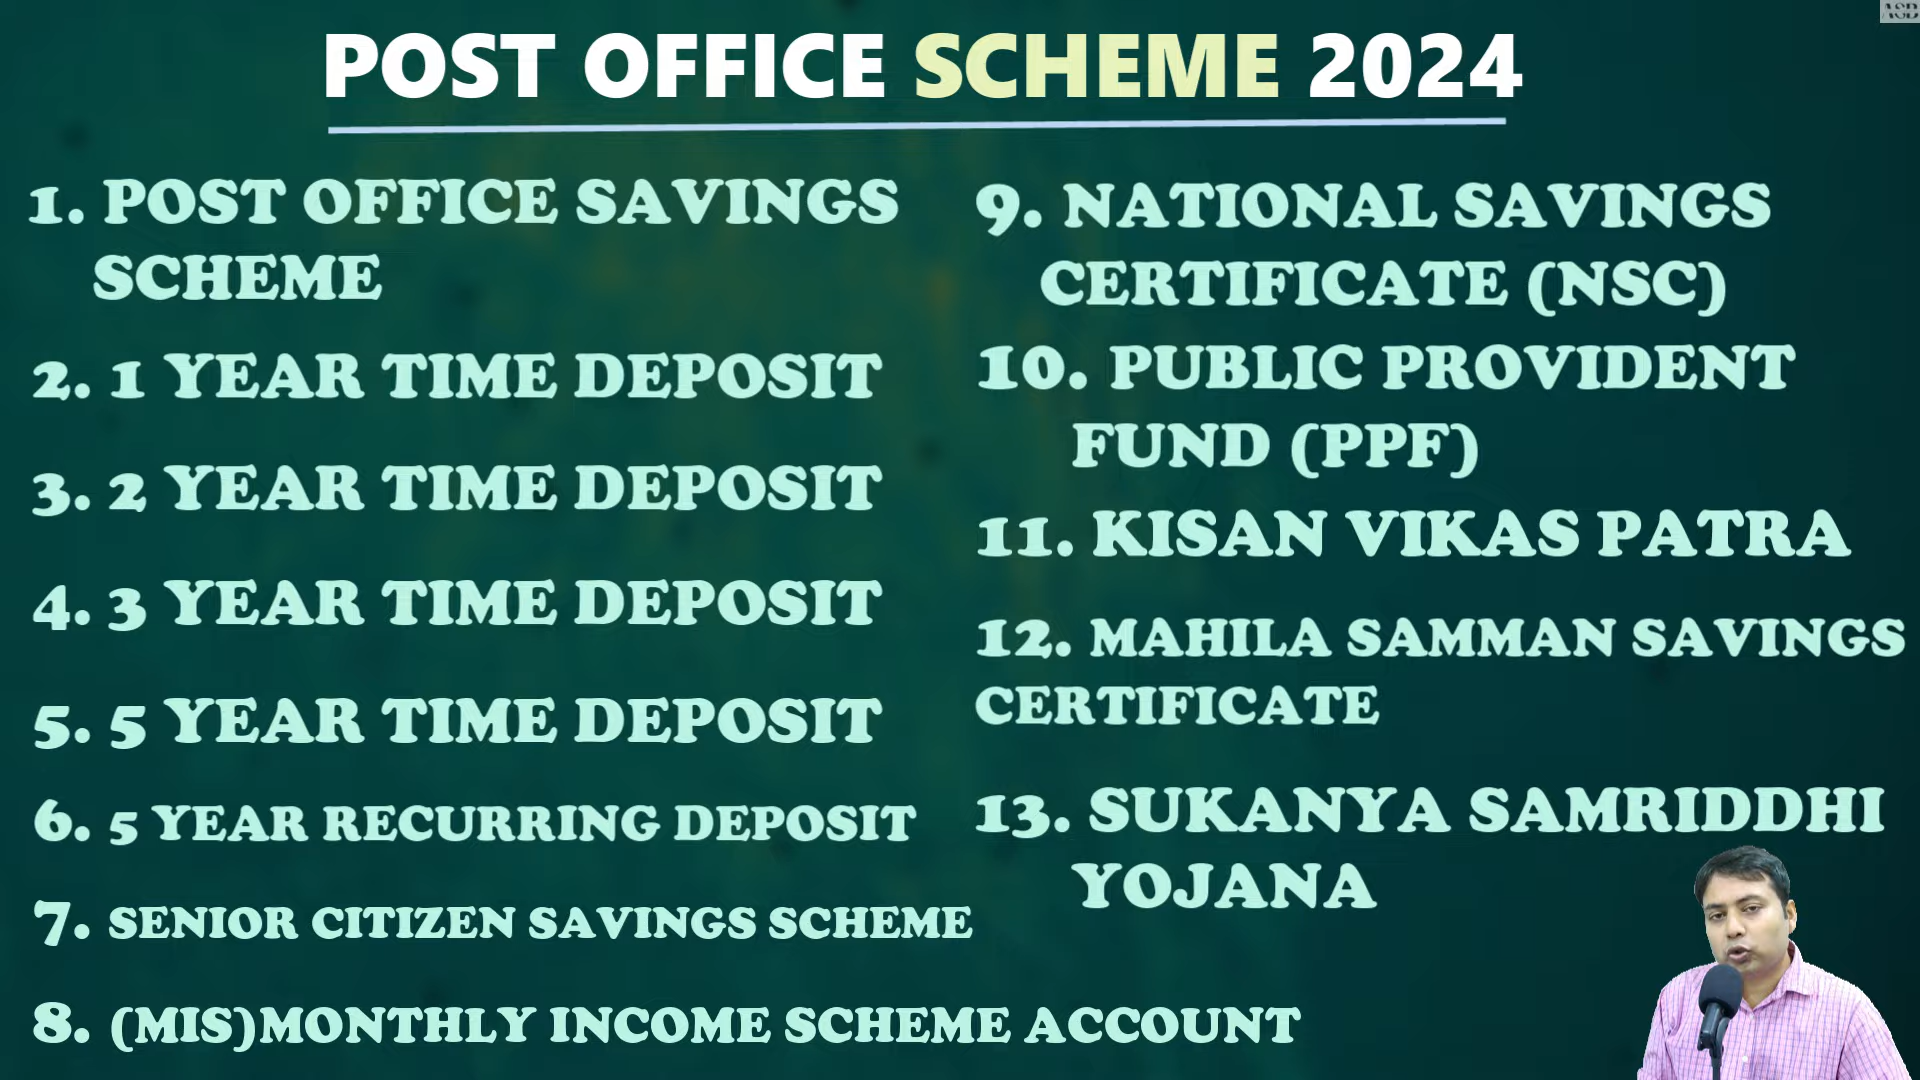 ASB
POST OFFICE SCHEME 2024
1. POST OFFICE SAVINGS
SCHEME
2. 1 YEAR TIME DEPOSIT
3. 2 YEAR TIME DEPOSIT
4. 3 YEAR TIME DEPOSIT
5. 5 YEAR TIME DEPOSIT
6. 5 YEAR RECURRING DEPOSIT
7. SENIOR CITIZEN SAVINGS SCHEME
8. (MIS)MONTHLY INCOME SCHEME ACCOUNT
9. NATIONAL SAVINGS
CERTIFICATE (NSC)
10. PUBLIC PROVIDENT
FUND (PPF)
11. KISAN VIKAS PATRA
12. MAHILA SAMMAN SAVINGS
CERTIFICATE
13. SUKANYA SAMRIDDHI
YOJANA